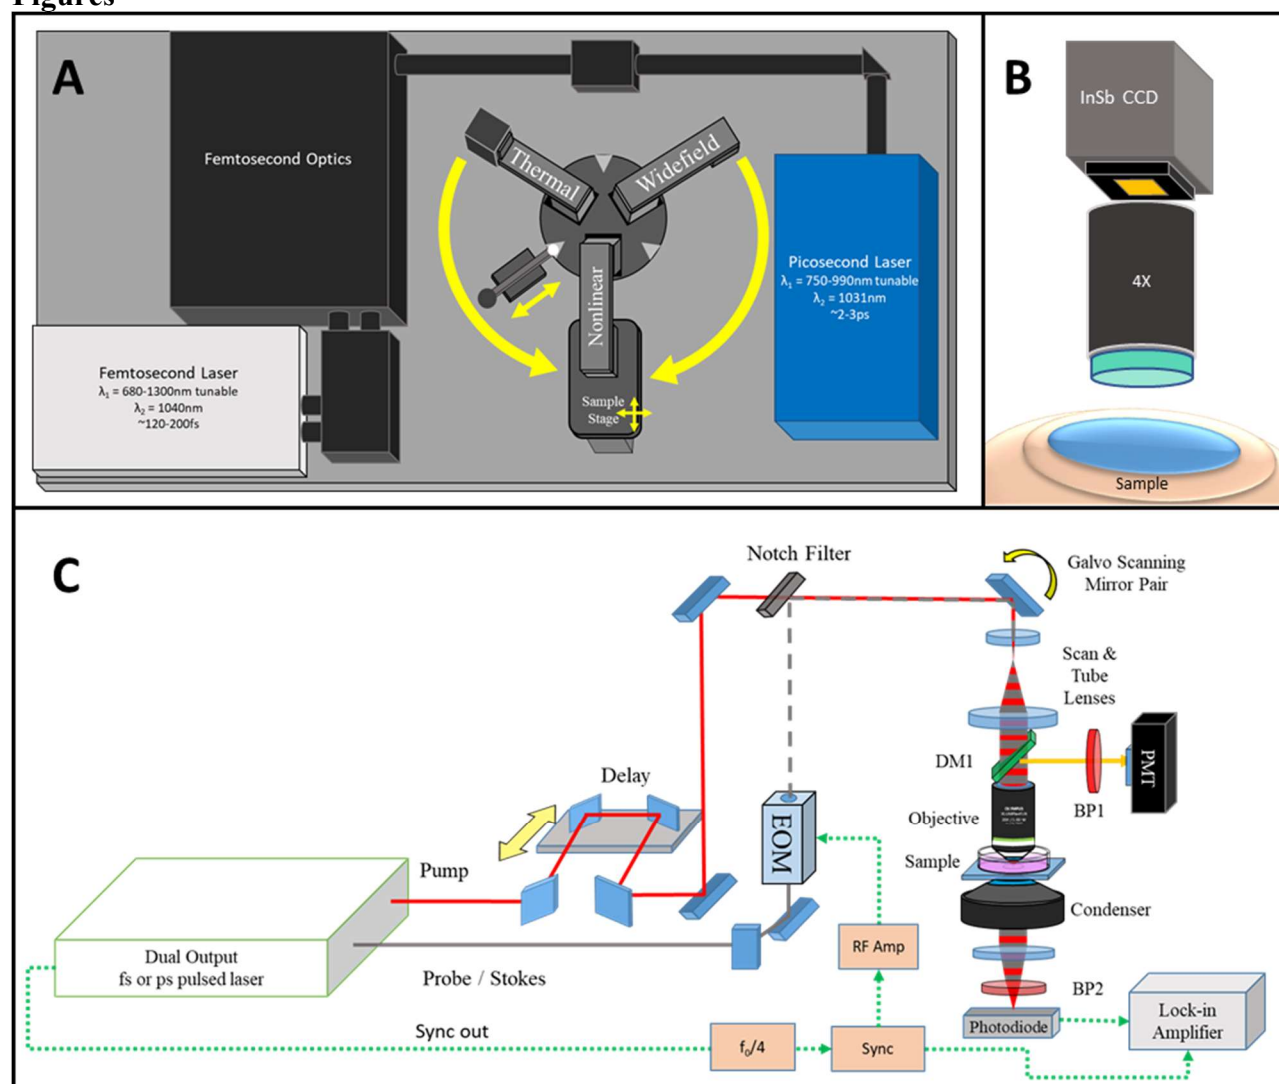 Figures
A
Femtosecond Optics
Thermal
Widefield
Nonlinear
Sample
Stage
Femtosecond Laser
λ1 = 680-1300nm tunable
λ2 = 1040nm
~120-200fs
Picosecond Laser
λ1 = 750-990nm tunable
λ2 = 1031nm
~2-3ps
B
InSb CCD
4X
Sample
C
Notch Filter
Galvo Scanning
Mirror Pair
Scan &
Tube
Lenses
DM1
PMT
BP1
Delay
EOM
Objective
Sample
Pump
Condenser
Dual Output
fs or ps pulsed laser
Probe / Stokes
RF Amp
BP2
Photodiode
Lock-in
Amplifier
Sync out
f0/4
Sync